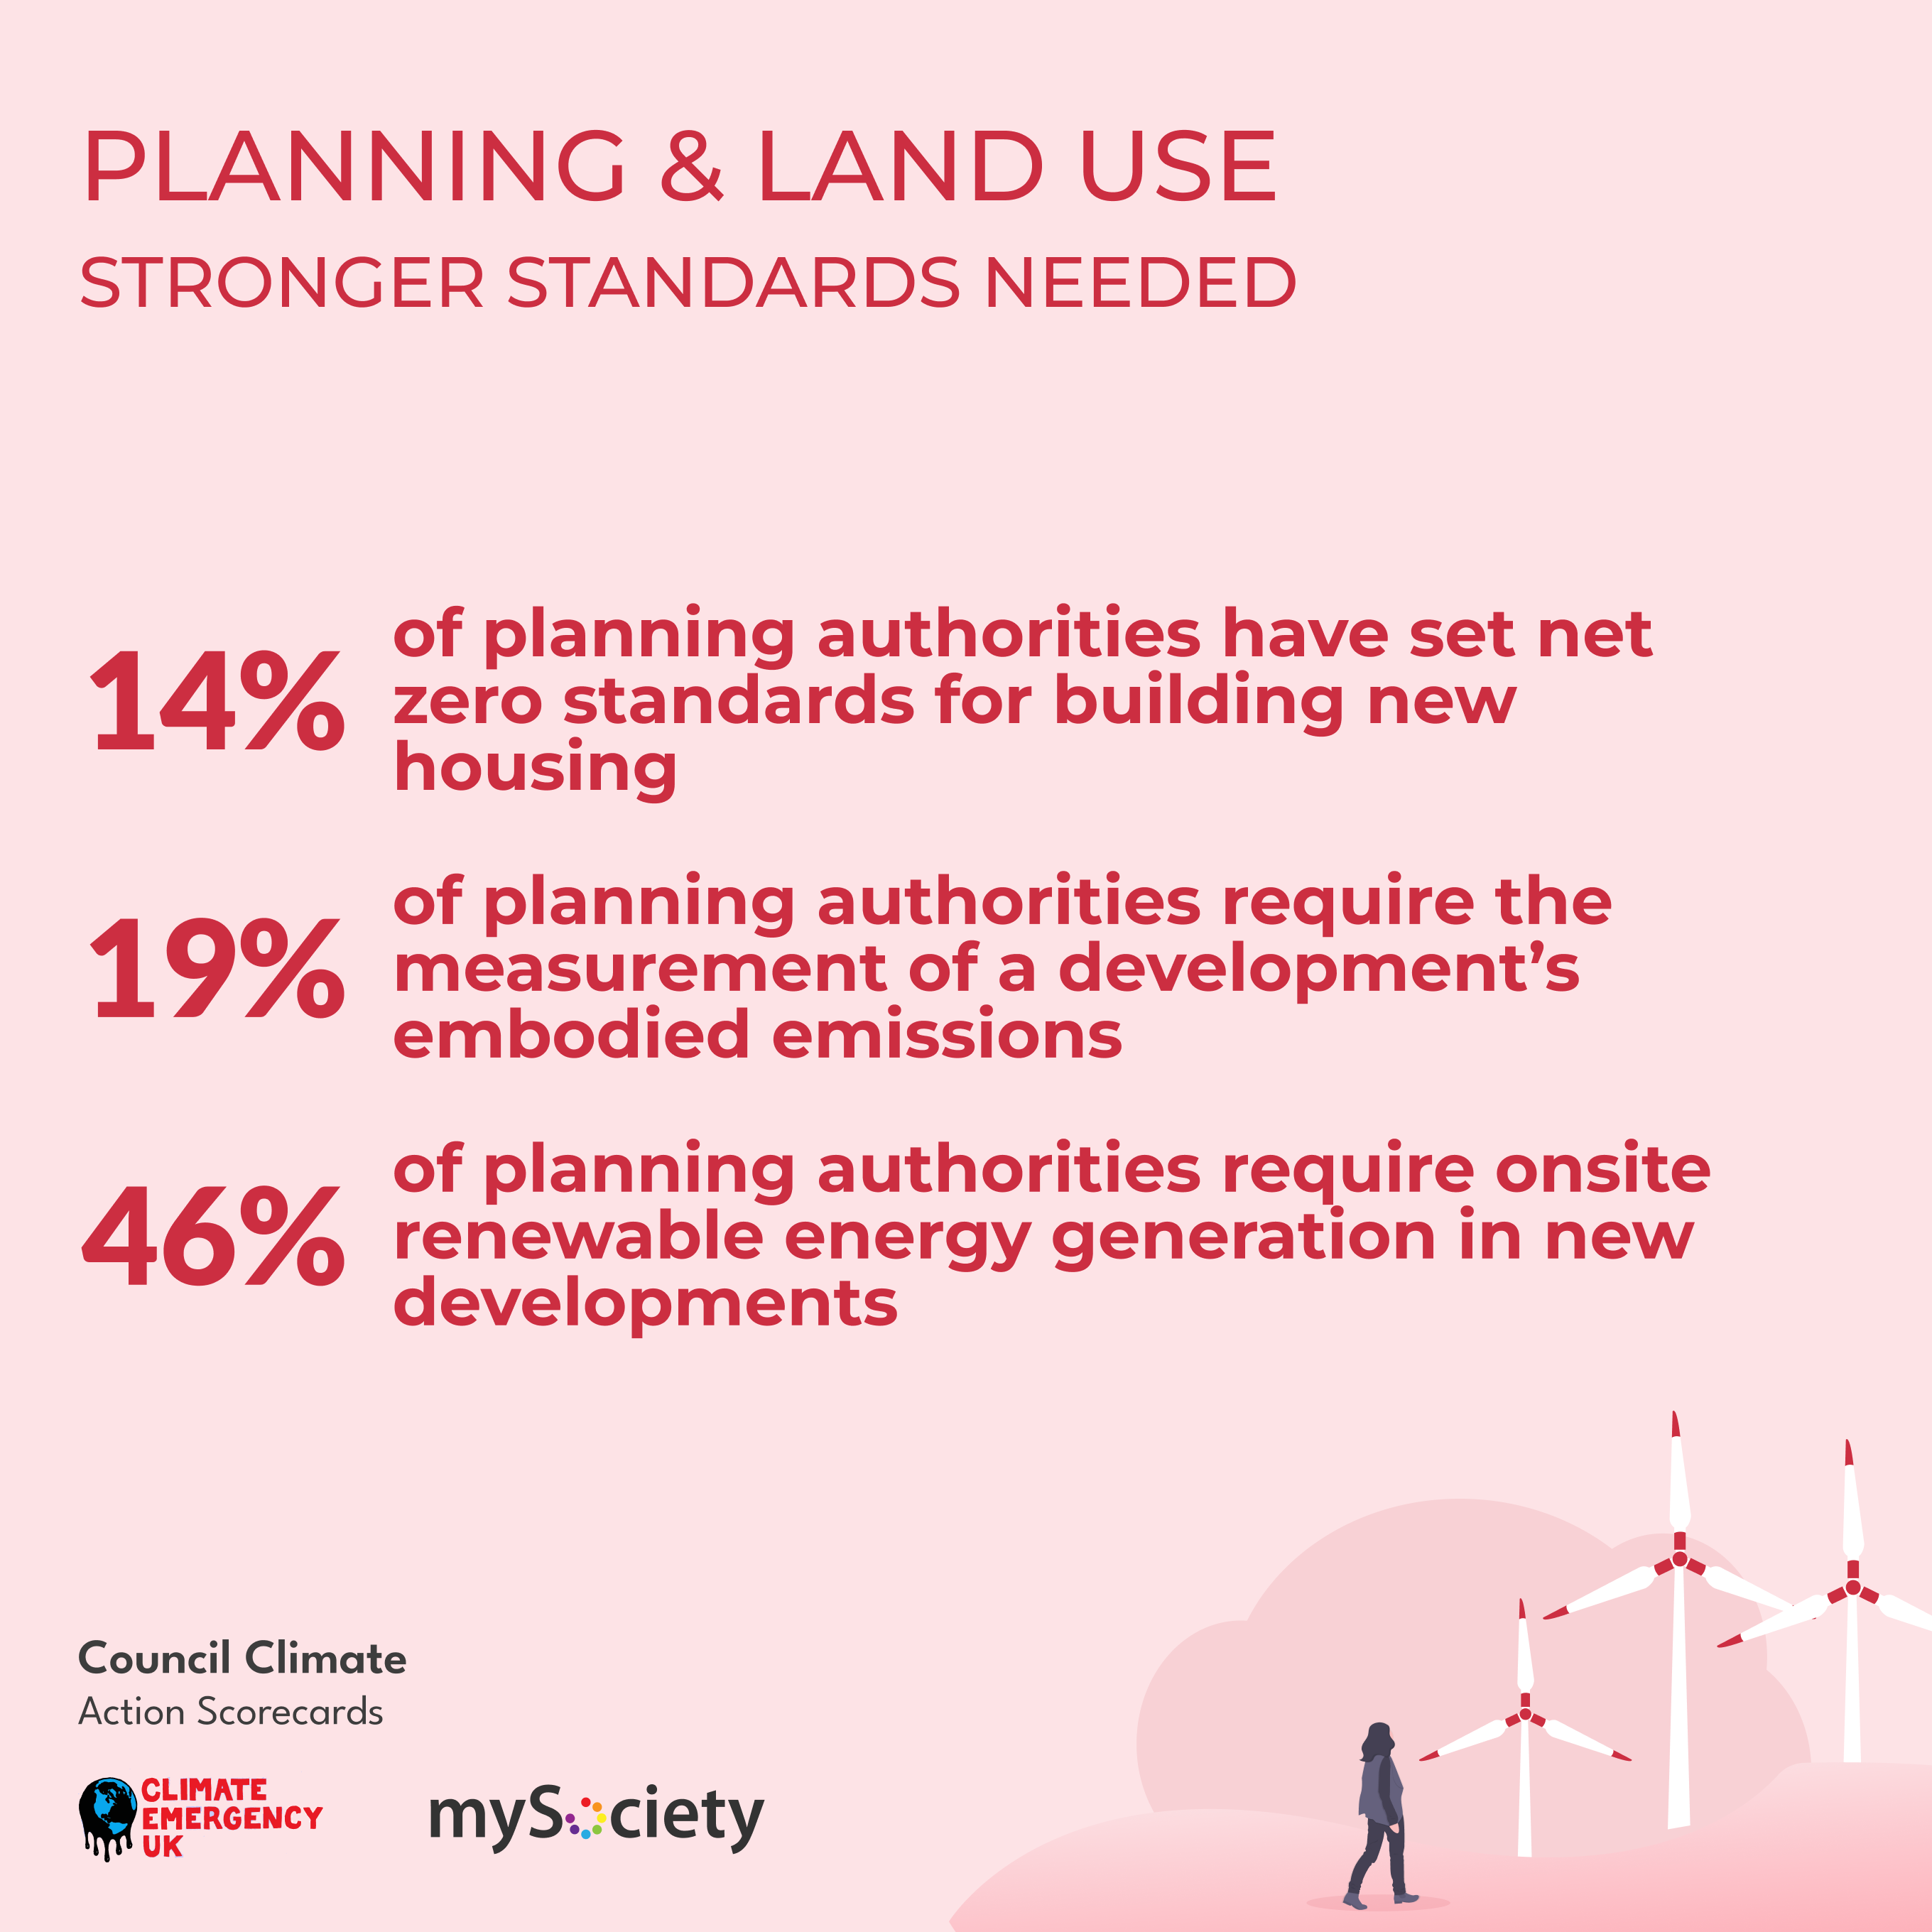 PLANNING & LAND USE
STRONGER STANDARDS NEEDED
14%
of planning authorities have set net
zero standards for building new
housing
19%
of planning authorities require the
measurement of a development’s
embodied emissions
46%
of planning authorities require onsite
renewable energy generation in new
developments
Council Climate
Action Scorecards
CLIMATE
EMERGENCY
UK
mySociety